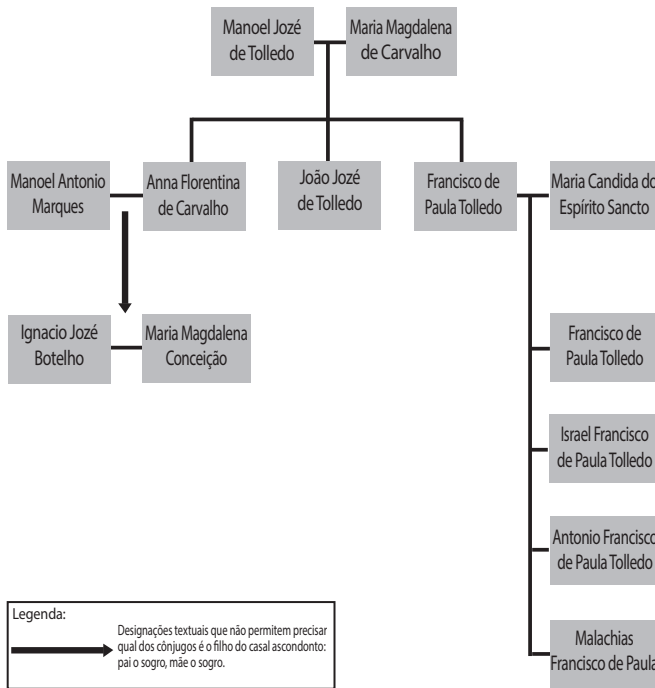 Manoel Jozé
de Tolledo
Maria Magdalena
de Carvalho
Manoel Antonio
Marques
Anna Florentina
de Carvalho
João Jozé
de Tolledo
Francisco de
Paula Tolledo
Maria Candida do
Espírito Sancto
Ignacio Jozé
Botelho
Maria Magdalena
Conceição
Francisco de
Paula Tolledo
Israel Francisco
de Paula Tolledo
Antonio Francisco
de Paula Tolledo
Malachias
Francisco de Paula
Legenda:
Designações textuais que não permitem precisar
qual dos cônjugos é o filho do casal ascondonto:
pai o sogro, mãe o sogro.